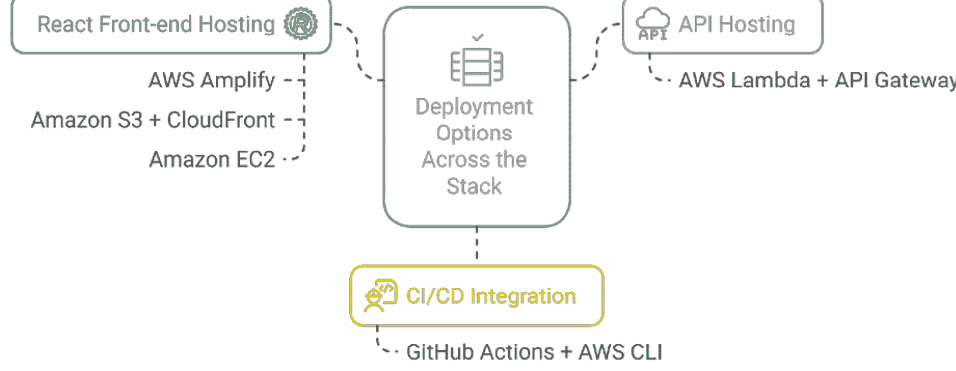 React Front-end Hosting
AWS Amplify
Amazon S3 + CloudFront
Amazon EC2
Deployment
Options
Across the
Stack
API
API Hosting
AWS Lambda + API Gateway
CI/CD Integration
GitHub Actions + AWS CLI